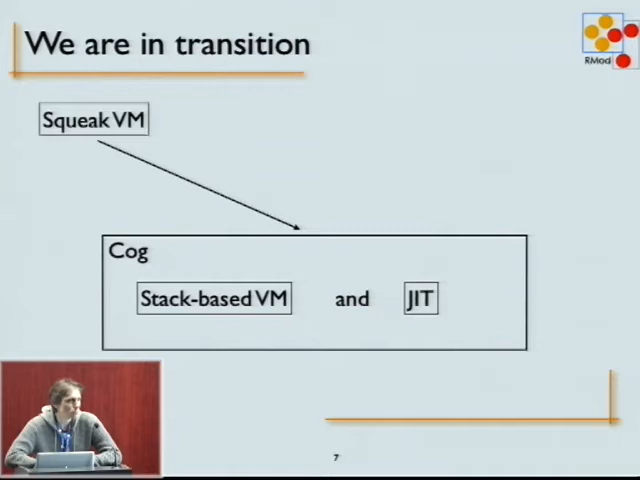 We are in transition
RMod
Squeak VM
Cog
Stack-based VM and JIT
7